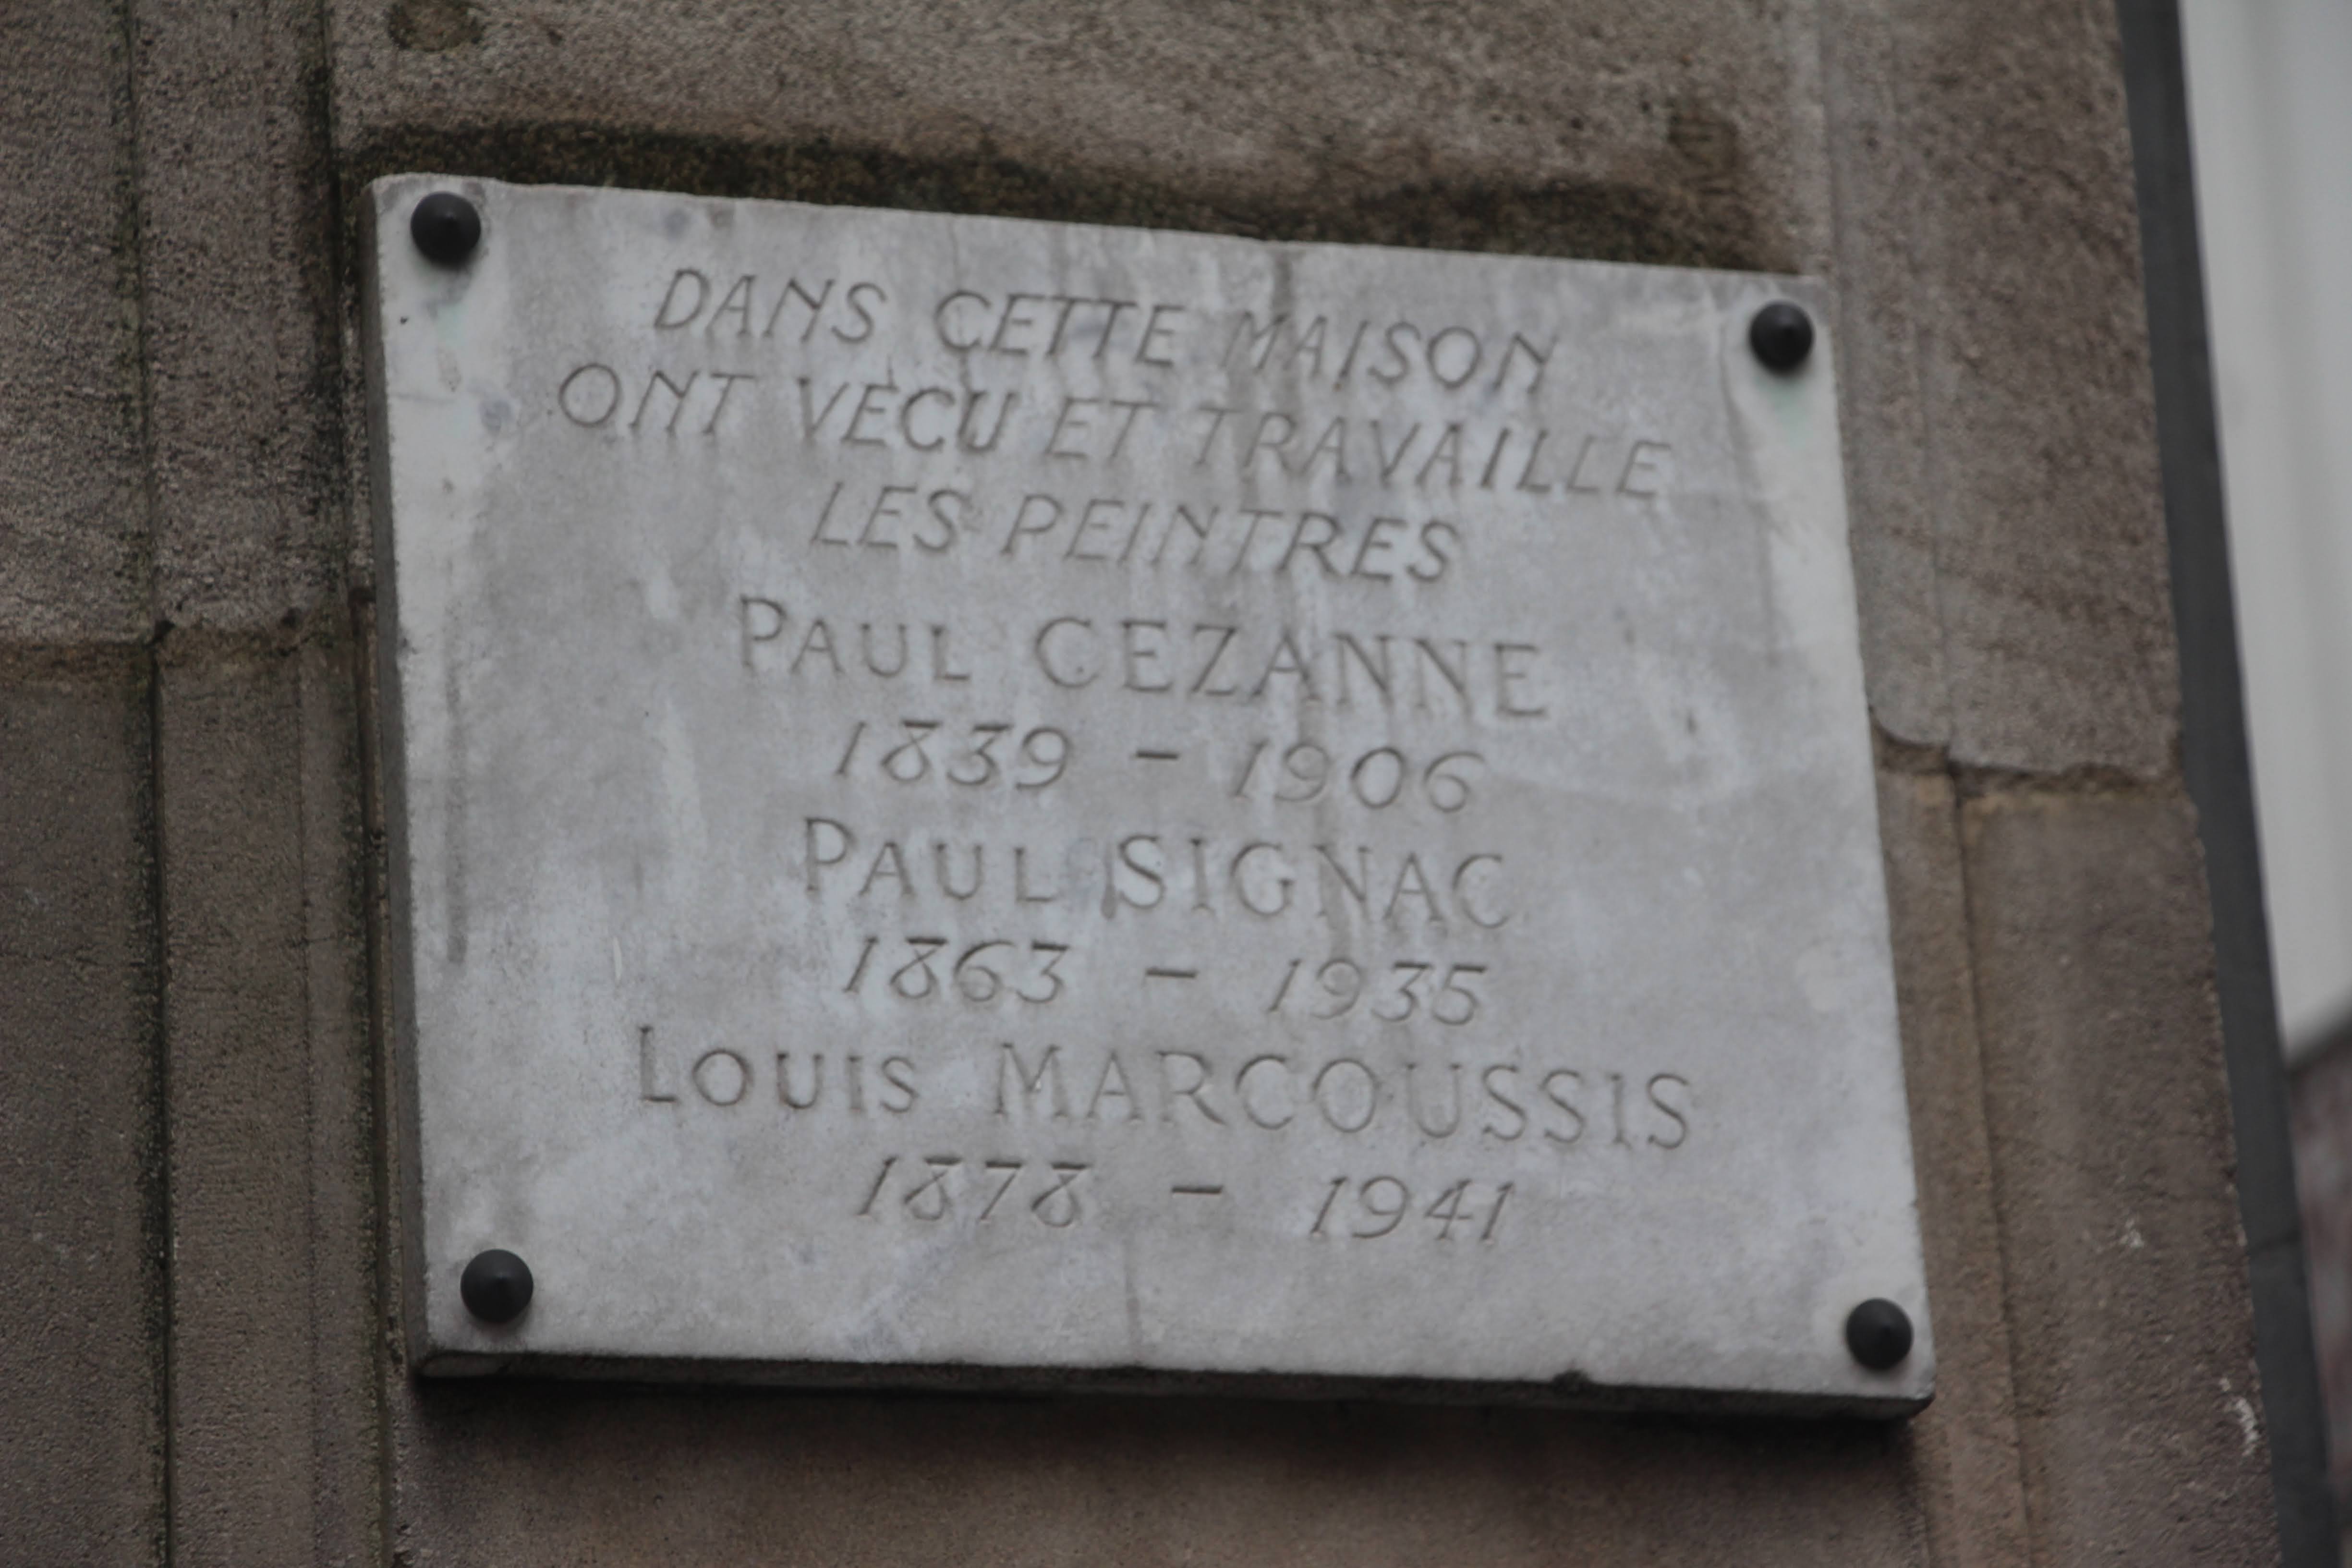 DANS CETTE MAISON
ONT VECU ET TRAVAILLE
LES PEINTRES
PAUL CEZANNE
1839 - 1906
PAUL SIGNAC
1863 - 1935
LOUIS MARCOUSSIS
1878 - 1941